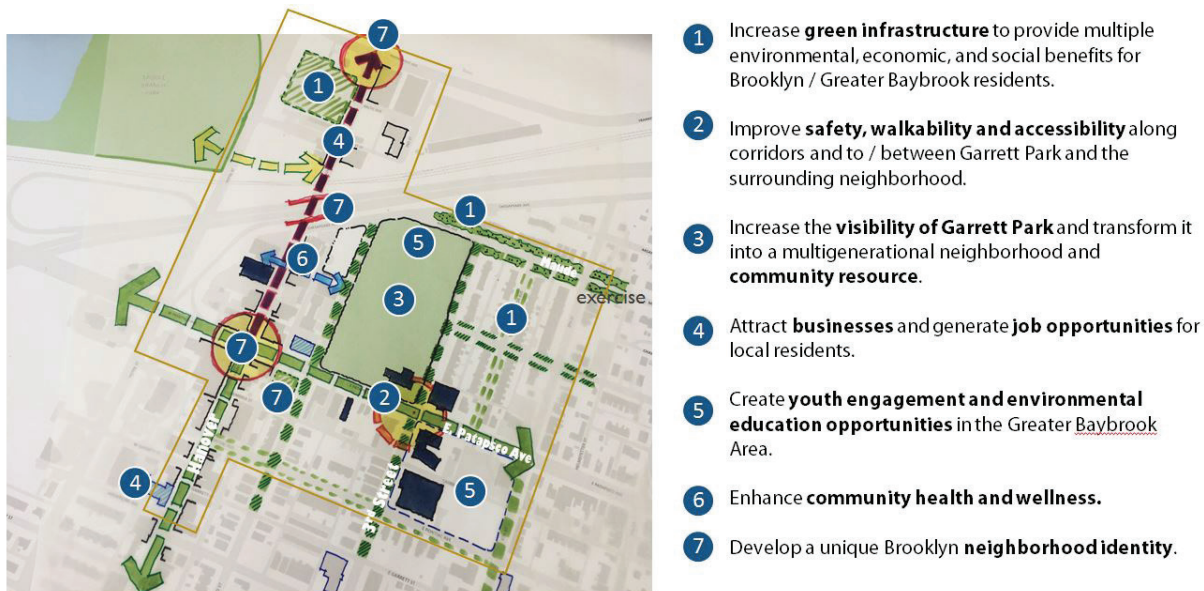 7
1
4
7
1
5
6
Maude
exercise
3
1
7
7
2
E. Patapsco Ave
Hanover
3rd Street
4
5
1
Increase green infrastructure to provide multiple
environmental, economic, and social benefits for
Brooklyn / Greater Baybrook residents.
2
Improve safety, walkability and accessibility along
corridors and to / between Garrett Park and the
surrounding neighborhood.
3
Increase the visibility of Garrett Park and transform it
into a multigenerational neighborhood and
community resource.
4
Attract businesses and generate job opportunities for
local residents.
5
Create youth engagement and environmental
education opportunities in the Greater Baybrook
Area.
6
Enhance community health and wellness.
7
Develop a unique Brooklyn neighborhood identity.